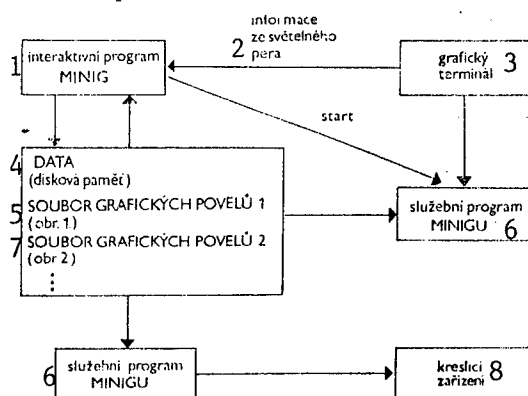 informace
ze světelného
2 pera
1 interaktivní program
MINIG
grafický 3
terminál
start
4 DATA
(disková paměť)
5 SOUBOR GRAFICKÝCH POVELŮ 1
(obr. 1)
7 SOUBOR GRAFICKÝCH POVELŮ 2
(obr 2)
⋮
služební program
MINIGU 6
6 služební program
MINIGU
kreslicí 8
zařízení